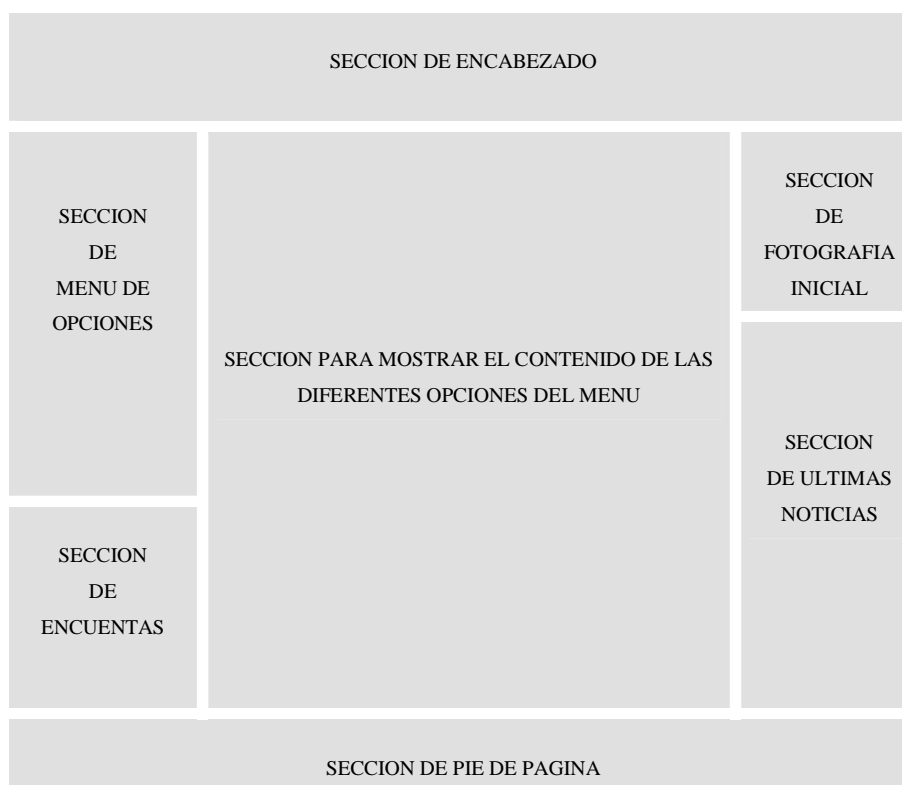 SECCION DE ENCABEZADO
SECCION
DE
MENU DE
OPCIONES
SECCION
DE
ENCUENTAS
SECCION PARA MOSTRAR EL CONTENIDO DE LAS
DIFERENTES OPCIONES DEL MENU
SECCION
DE
FOTOGRAFIA
INICIAL
SECCION
DE ULTIMAS
NOTICIAS
SECCION DE PIE DE PAGINA